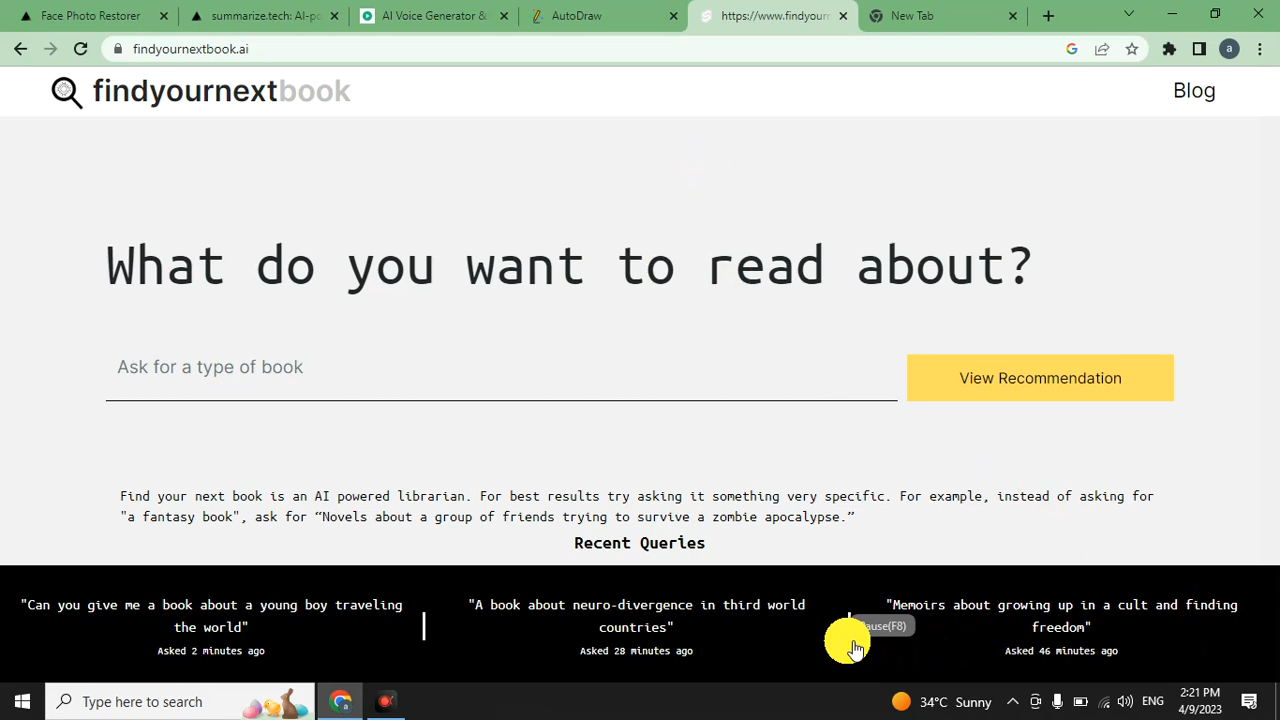 Face Photo Restorer
summarize.tech: AI-po
AI Voice Generator &
AutoDraw
https://www.findyourn
New Tab
findyournextbook.ai
a
findyournextbook
Blog
What do you want to read about?
Ask for a type of book
View Recommendation
Find your next book is an AI powered librarian. For best results try asking it something very specific. For example, instead of asking for
"a fantasy book", ask for “Novels about a group of friends trying to survive a zombie apocalypse.”
Recent Queries
"Can you give me a book about a young boy traveling
the world"
Asked 2 minutes ago
"A book about neuro-divergence in third world
countries"
Asked 28 minutes ago
"Memoirs about growing up in a cult and finding
freedom"
Asked 46 minutes ago
ause(F8)
Type here to search
34°C Sunny
ENG
2:21 PM
4/9/2023